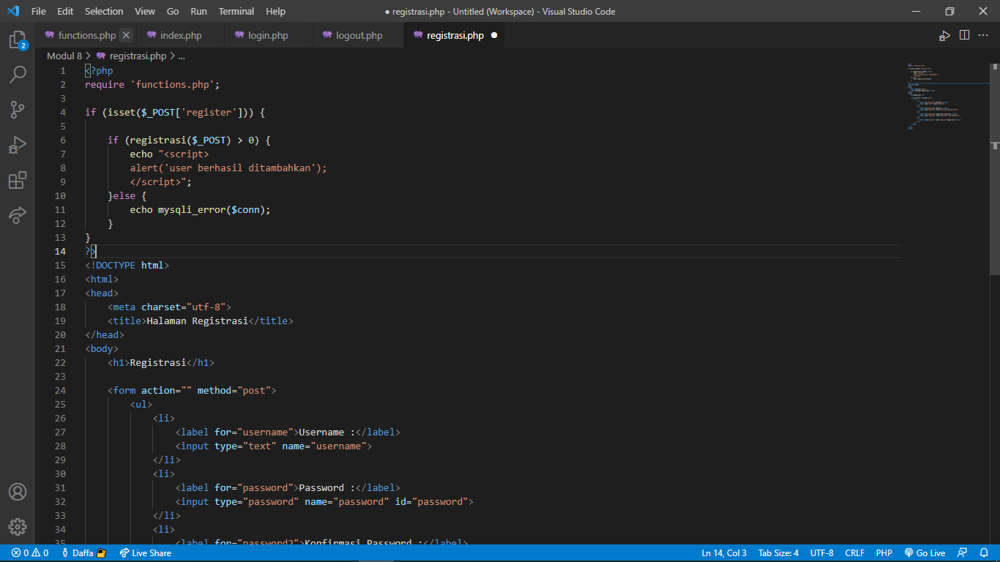 File Edit Selection View Go Run Terminal Help ● registrasi.php - Untitled (Workspace) - Visual Studio Code
functions.php index.php login.php logout.php registrasi.php
Modul 8 > registrasi.php > ...
2
1 <?php
2 require 'functions.php';
3
4 if (isset($_POST['register'])) {
5
6 if (registrasi($_POST) > 0) {
7 echo "<script>
8 alert('user berhasil ditambahkan');
9 </script>";
10 }else {
11 echo mysqli_error($conn);
12 }
13 }
14 ?>
15 <!DOCTYPE html>
16 <html>
17 <head>
18 <meta charset="utf-8">
19 <title>Halaman Registrasi</title>
20 </head>
21 <body>
22 <h1>Registrasi</h1>
23
24 <form action="" method="post">
25 <ul>
26 <li>
27 <label for="username">Username :</label>
28 <input type="text" name="username">
29 </li>
30 <li>
31 <label for="password">Password :</label>
32 <input type="password" name="password" id="password">
33 </li>
34 <li>
35 <label for="password2">Konfirmasi Password :</label>
0 0 Daffa Live Share Ln 14, Col 3 Tab Size: 4 UTF-8 CRLF PHP Go Live